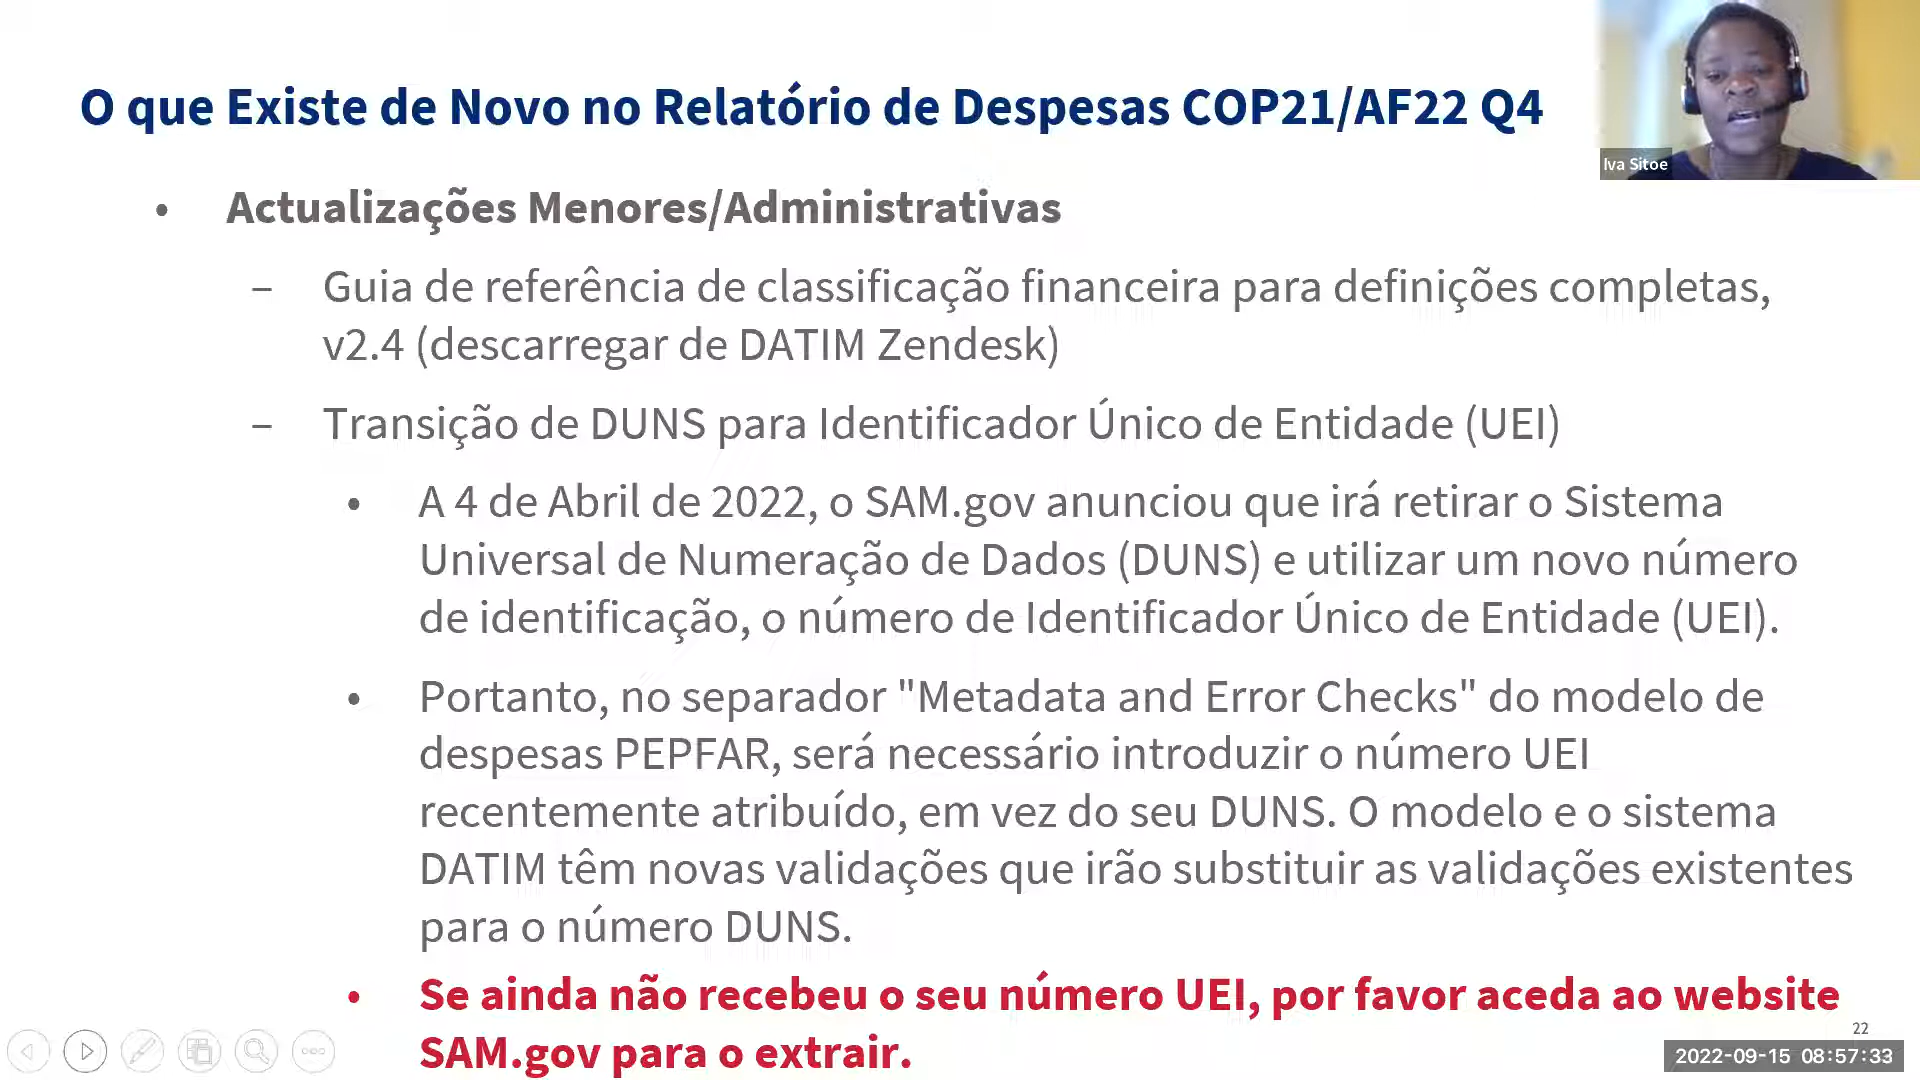 O que Existe de Novo no Relatório de Despesas COP21/AF22 Q4
Iva Sitoe
• Actualizações Menores/Administrativas
– Guia de referência de classificação financeira para definições completas,
v2.4 (descarregar de DATIM Zendesk)
– Transição de DUNS para Identificador Único de Entidade (UEI)
• A 4 de Abril de 2022, o SAM.gov anunciou que irá retirar o Sistema
Universal de Numeração de Dados (DUNS) e utilizar um novo número
de identificação, o número de Identificador Único de Entidade (UEI).
• Portanto, no separador "Metadata and Error Checks" do modelo de
despesas PEPFAR, será necessário introduzir o número UEI
recentemente atribuído, em vez do seu DUNS. O modelo e o sistema
DATIM têm novas validações que irão substituir as validações existentes
para o número DUNS.
• Se ainda não recebeu o seu número UEI, por favor aceda ao website
SAM.gov para o extrair.
22
2022-09-15 08:57:33